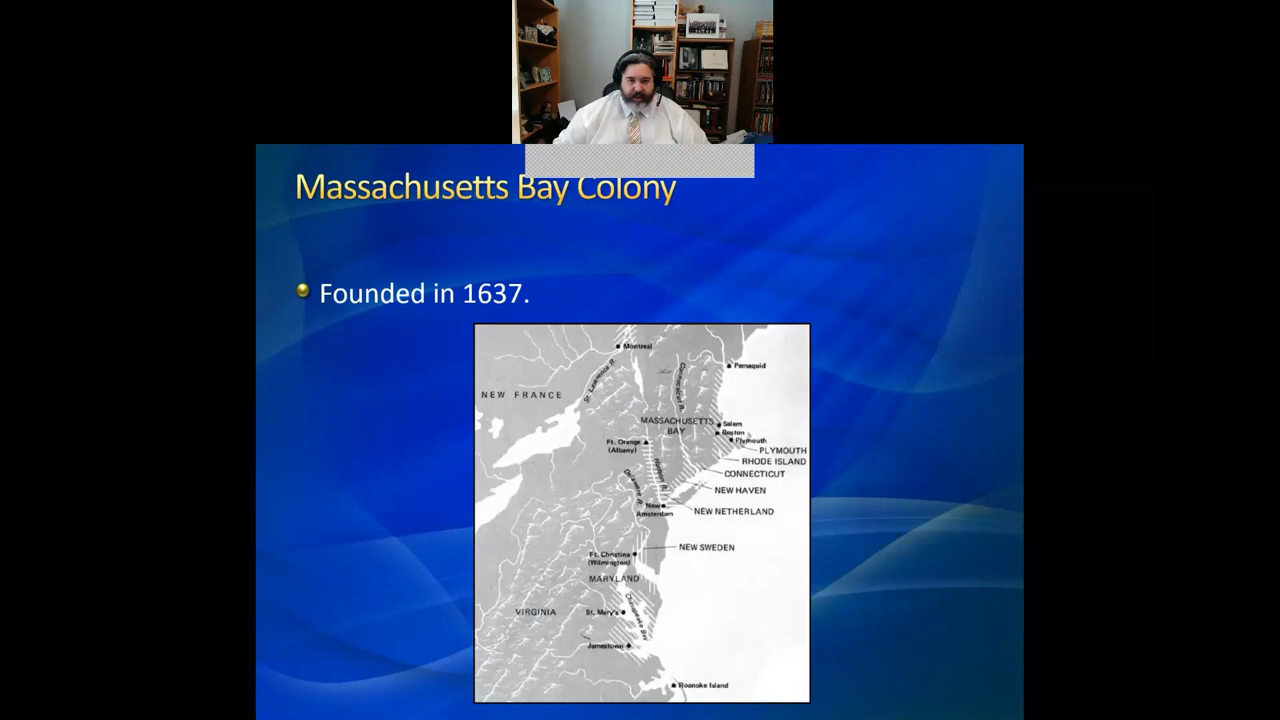 Massachusetts Bay Colony
Founded in 1637.
Montreal
St. Lawrence R.
Connecticut R.
Pemaquid
NEW FRANCE
MASSACHUSETTS
BAY
Salem
Boston
Plymouth
Ft. Orange
(Albany)
PLYMOUTH
RHODE ISLAND
Hudson R.
CONNECTICUT
Delaware R.
NEW HAVEN
New
Amsterdam
NEW NETHERLAND
NEW SWEDEN
Ft. Christina
(Wilmington)
MARYLAND
Chesapeake Bay
VIRGINIA
St. Mary's
Jamestown
Roanoke Island